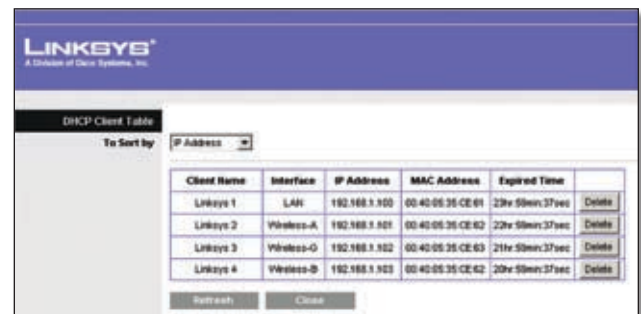 LINKSYS®
A Division of Cisco Systems, Inc.
DHCP Client Table
To Sort by IP Address
Client Name Interface IP Address MAC Address Expired Time
Linksys 1 LAN 192.168.1.100 00:40:05:35:CE:61 23hr:59min:37sec Delete
Linksys 2 Wireless-A 192.168.1.101 00:40:05:35:CE:62 22hr:59min:37sec Delete
Linksys 3 Wireless-G 192.168.1.102 00:40:05:35:CE:63 21hr:59min:37sec Delete
Linksys 4 Wireless-B 192.168.1.103 00:40:05:35:CE:62 20hr:59min:37sec Delete
Refresh Close